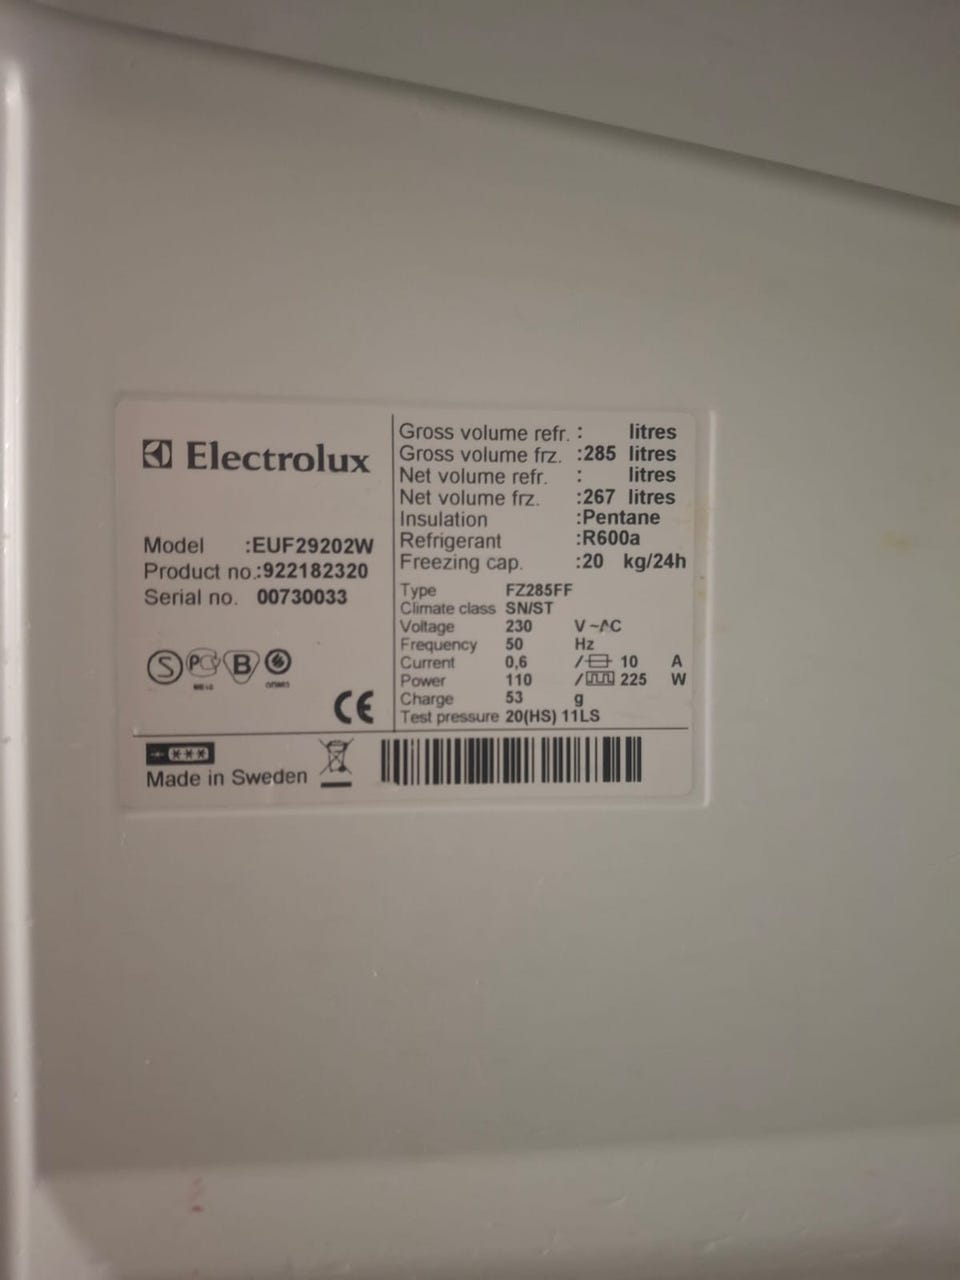 Electrolux
Model :EUF29202W
Product no.:922182320
Serial no. 00730033
S PC B
CE
Made in Sweden
Gross volume refr. : litres
Gross volume frz. :285 litres
Net volume refr. : litres
Net volume frz. :267 litres
Insulation :Pentane
Refrigerant :R600a
Freezing cap. :20 kg/24h
Type FZ285FF
Climate class SN/ST
Voltage 230 V ~AC
Frequency 50 Hz
Current 0,6 / 10 A
Power 110 / 225 W
Charge 53 g
Test pressure 20(HS) 11LS